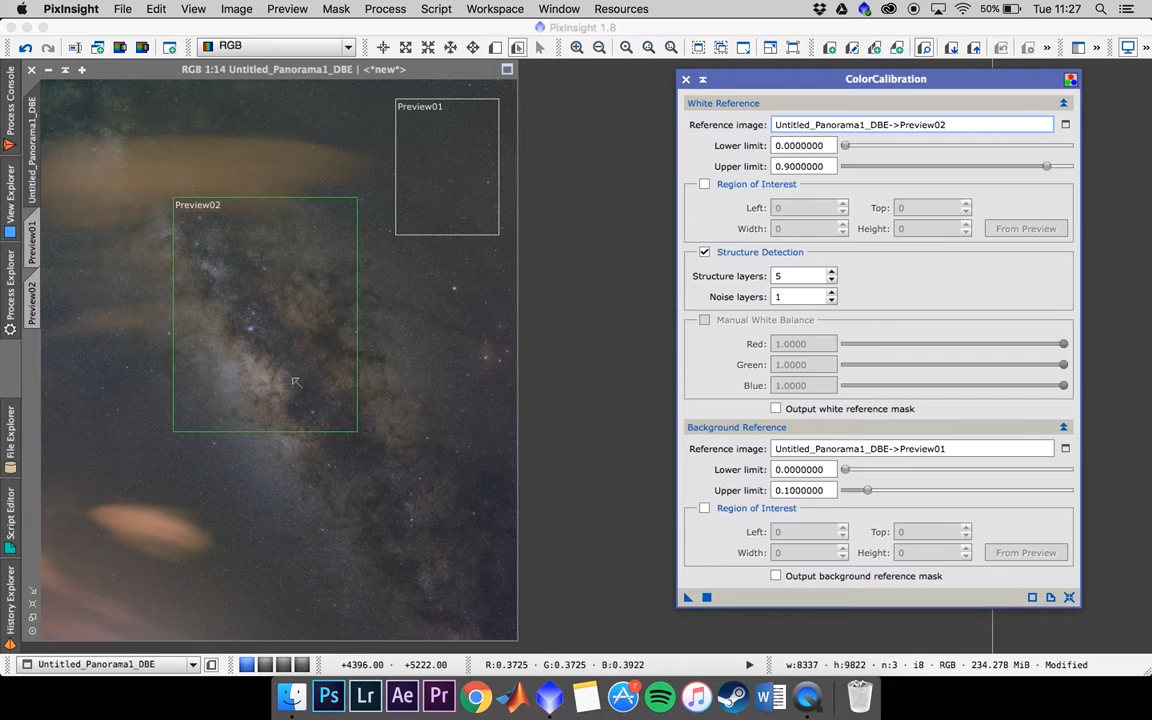 PixInsight File Edit View Image Preview Mask Process Script Workspace Window Resources 50% Tue 11:27
PixInsight 1.8
RGB
RGB 1:14 Untitled_Panorama1_DBE | <*new*>
Process Console
View Explorer
Process Explorer
File Explorer
Script Editor
History Explorer
Untitled_Panorama1_DBE
Preview01
Preview02
Preview01
Preview02
ColorCalibration
White Reference
Reference image: Untitled_Panorama1_DBE->Preview02
Lower limit: 0.0000000
Upper limit: 0.9000000
Region of Interest
Left: 0 Top: 0
Width: 0 Height: 0 From Preview
Structure Detection
Structure layers: 5
Noise layers: 1
Manual White Balance
Red: 1.0000
Green: 1.0000
Blue: 1.0000
Output white reference mask
Background Reference
Reference image: Untitled_Panorama1_DBE->Preview01
Lower limit: 0.0000000
Upper limit: 0.1000000
Region of Interest
Left: 0 Top: 0
Width: 0 Height: 0 From Preview
Output background reference mask
Untitled_Panorama1_DBE +4396.00 · +5222.00 R:0.3725 · G:0.3725 · B:0.3922 w:8337 · h:9822 · n:3 · i8 · RGB · 234.278 MiB · Modified
Ps Lr Ae Pr 7 W